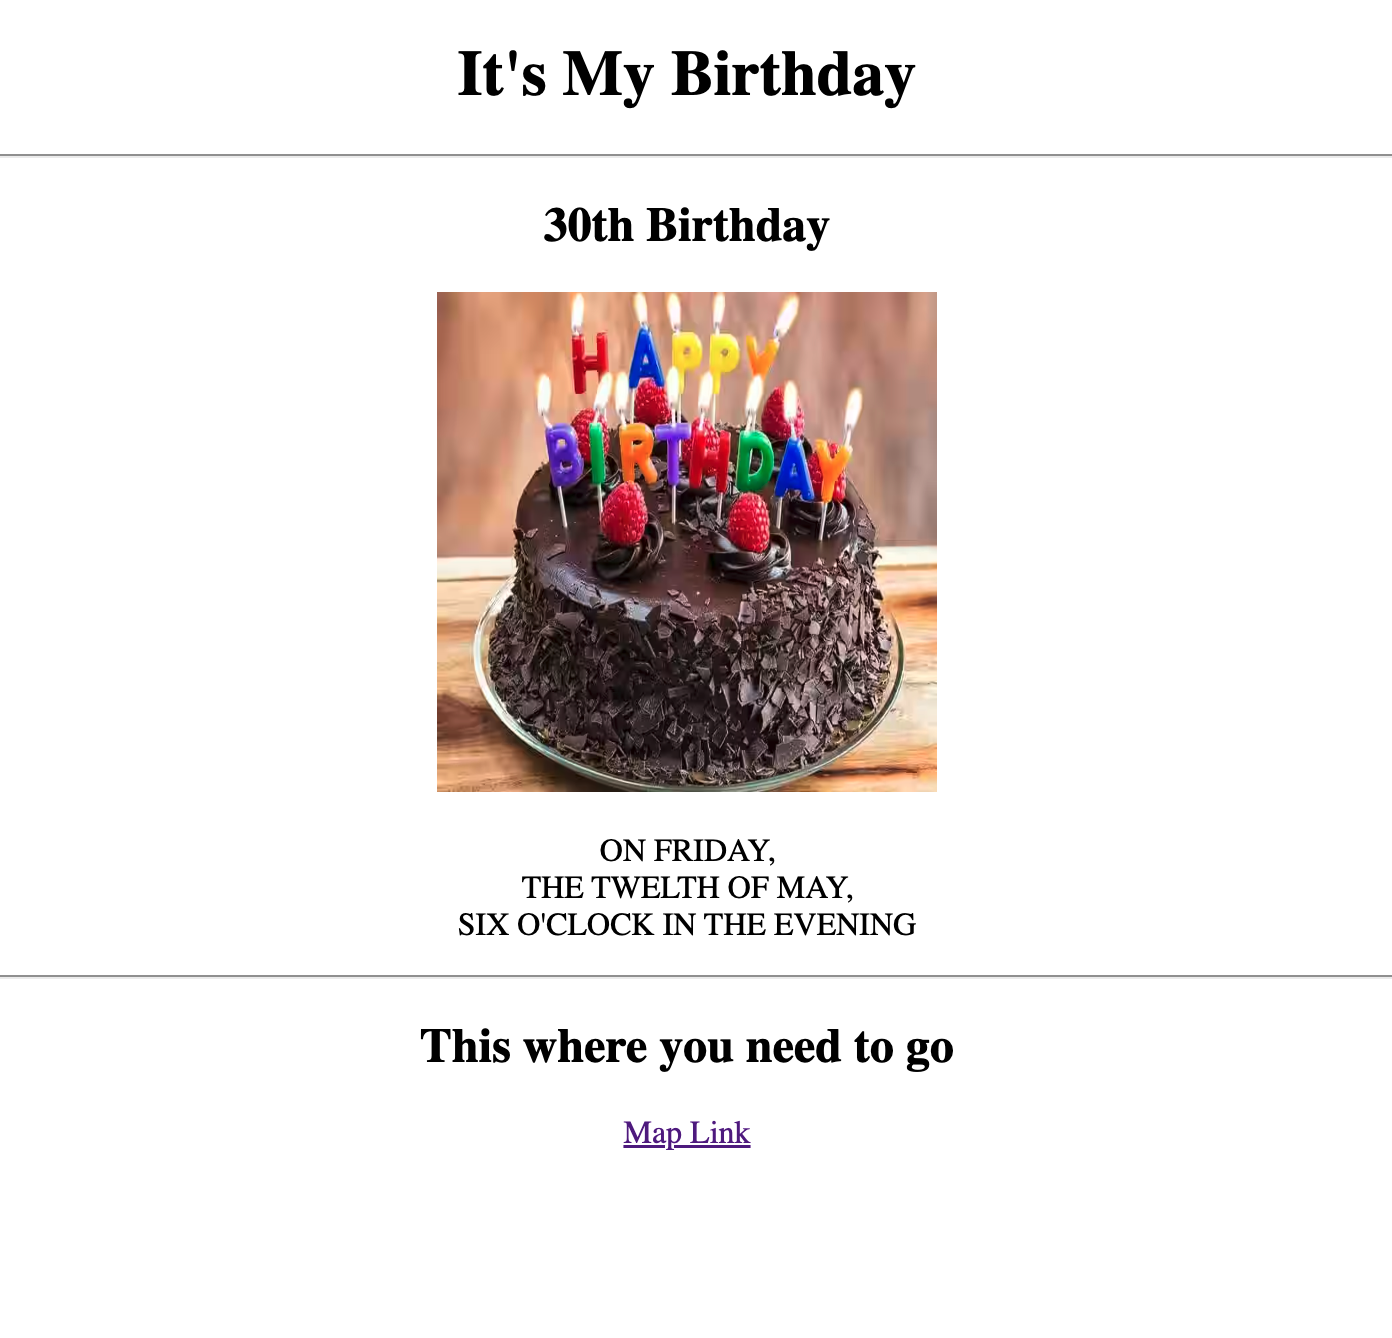 It's My Birthday
30th Birthday
HAPPY
BIRTHDAY
ON FRIDAY,
THE TWELTH OF MAY,
SIX O'CLOCK IN THE EVENING
This where you need to go
Map Link